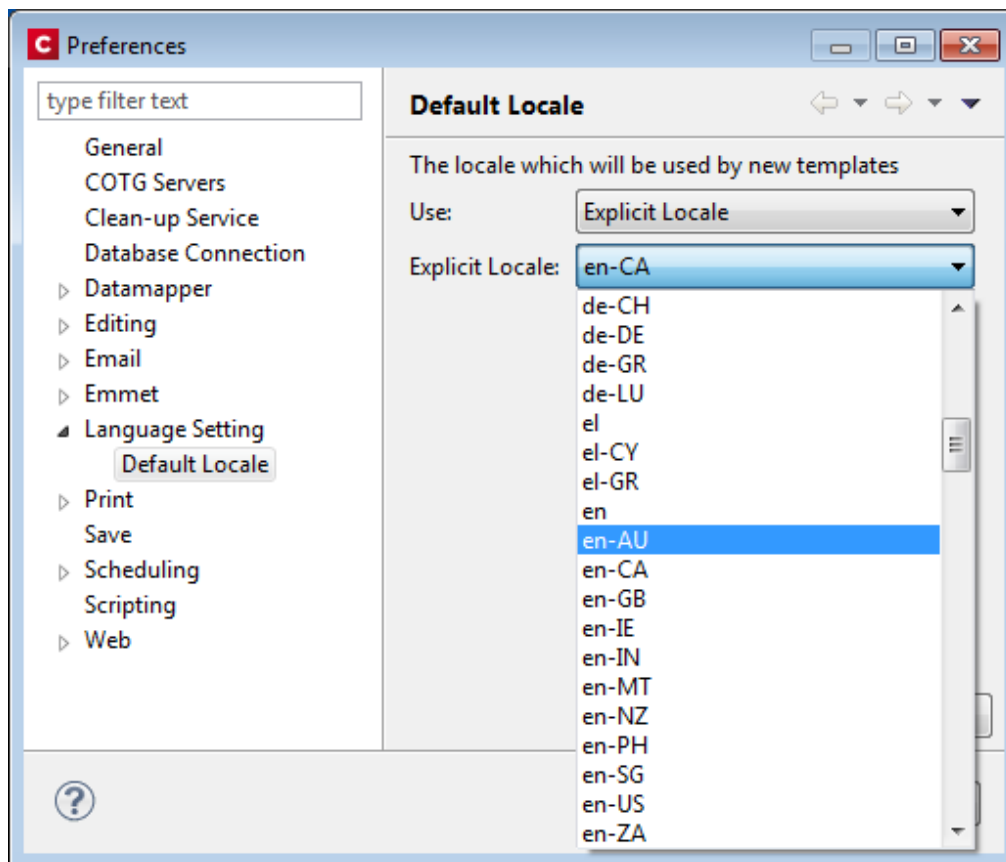 C Preferences
type filter text
General
COTG Servers
Clean-up Service
Database Connection
Datamapper
Editing
Email
Emmet
Language Setting
Default Locale
Print
Save
Scheduling
Scripting
Web
?
Default Locale
The locale which will be used by new templates
Use: Explicit Locale
Explicit Locale: en-CA
de-CH
de-DE
de-GR
de-LU
el
el-CY
el-GR
en
en-AU
en-CA
en-GB
en-IE
en-IN
en-MT
en-NZ
en-PH
en-SG
en-US
en-ZA